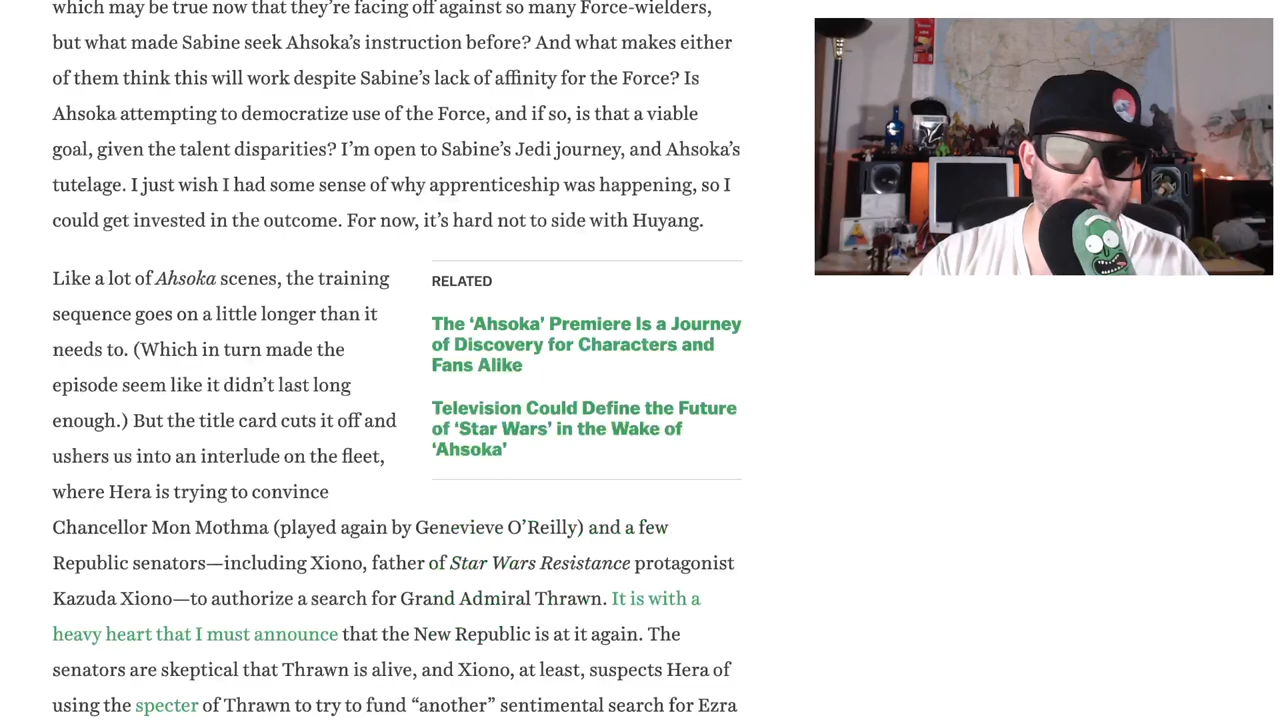 which may be true now that they’re facing off against so many Force-wielders,
but what made Sabine seek Ahsoka’s instruction before? And what makes either
of them think this will work despite Sabine’s lack of affinity for the Force? Is
Ahsoka attempting to democratize use of the Force, and if so, is that a viable
goal, given the talent disparities? I’m open to Sabine’s Jedi journey, and Ahsoka’s
tutelage. I just wish I had some sense of why apprenticeship was happening, so I
could get invested in the outcome. For now, it’s hard not to side with Huyang.
Like a lot of Ahsoka scenes, the training
sequence goes on a little longer than it
needs to. (Which in turn made the
episode seem like it didn’t last long
enough.) But the title card cuts it off and
ushers us into an interlude on the fleet,
where Hera is trying to convince
Chancellor Mon Mothma (played again by Genevieve O’Reilly) and a few
Republic senators—including Xiono, father of Star Wars Resistance protagonist
Kazuda Xiono—to authorize a search for Grand Admiral Thrawn. It is with a
heavy heart that I must announce that the New Republic is at it again. The
senators are skeptical that Thrawn is alive, and Xiono, at least, suspects Hera of
using the specter of Thrawn to try to fund “another” sentimental search for Ezra
RELATED
The ‘Ahsoka’ Premiere Is a Journey
of Discovery for Characters and
Fans Alike
Television Could Define the Future
of ‘Star Wars’ in the Wake of
‘Ahsoka’